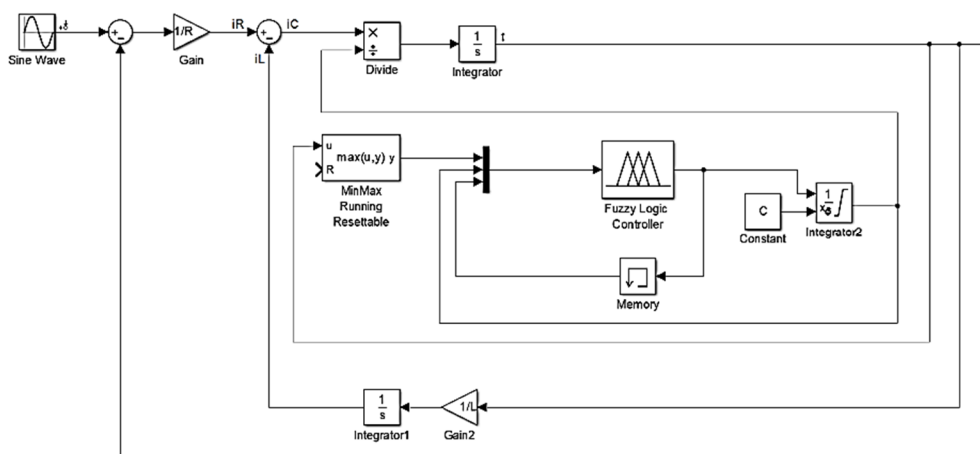 Sine Wave
1/R
Gain
iR
iC
iL
Divide
1
s
Integrator
t
u
R
max(u,y) y
MinMax
Running
Resettable
Fuzzy Logic
Controller
C
Constant
1
s
Integrator2
Memory
1
s
Integrator1
1/L
Gain2